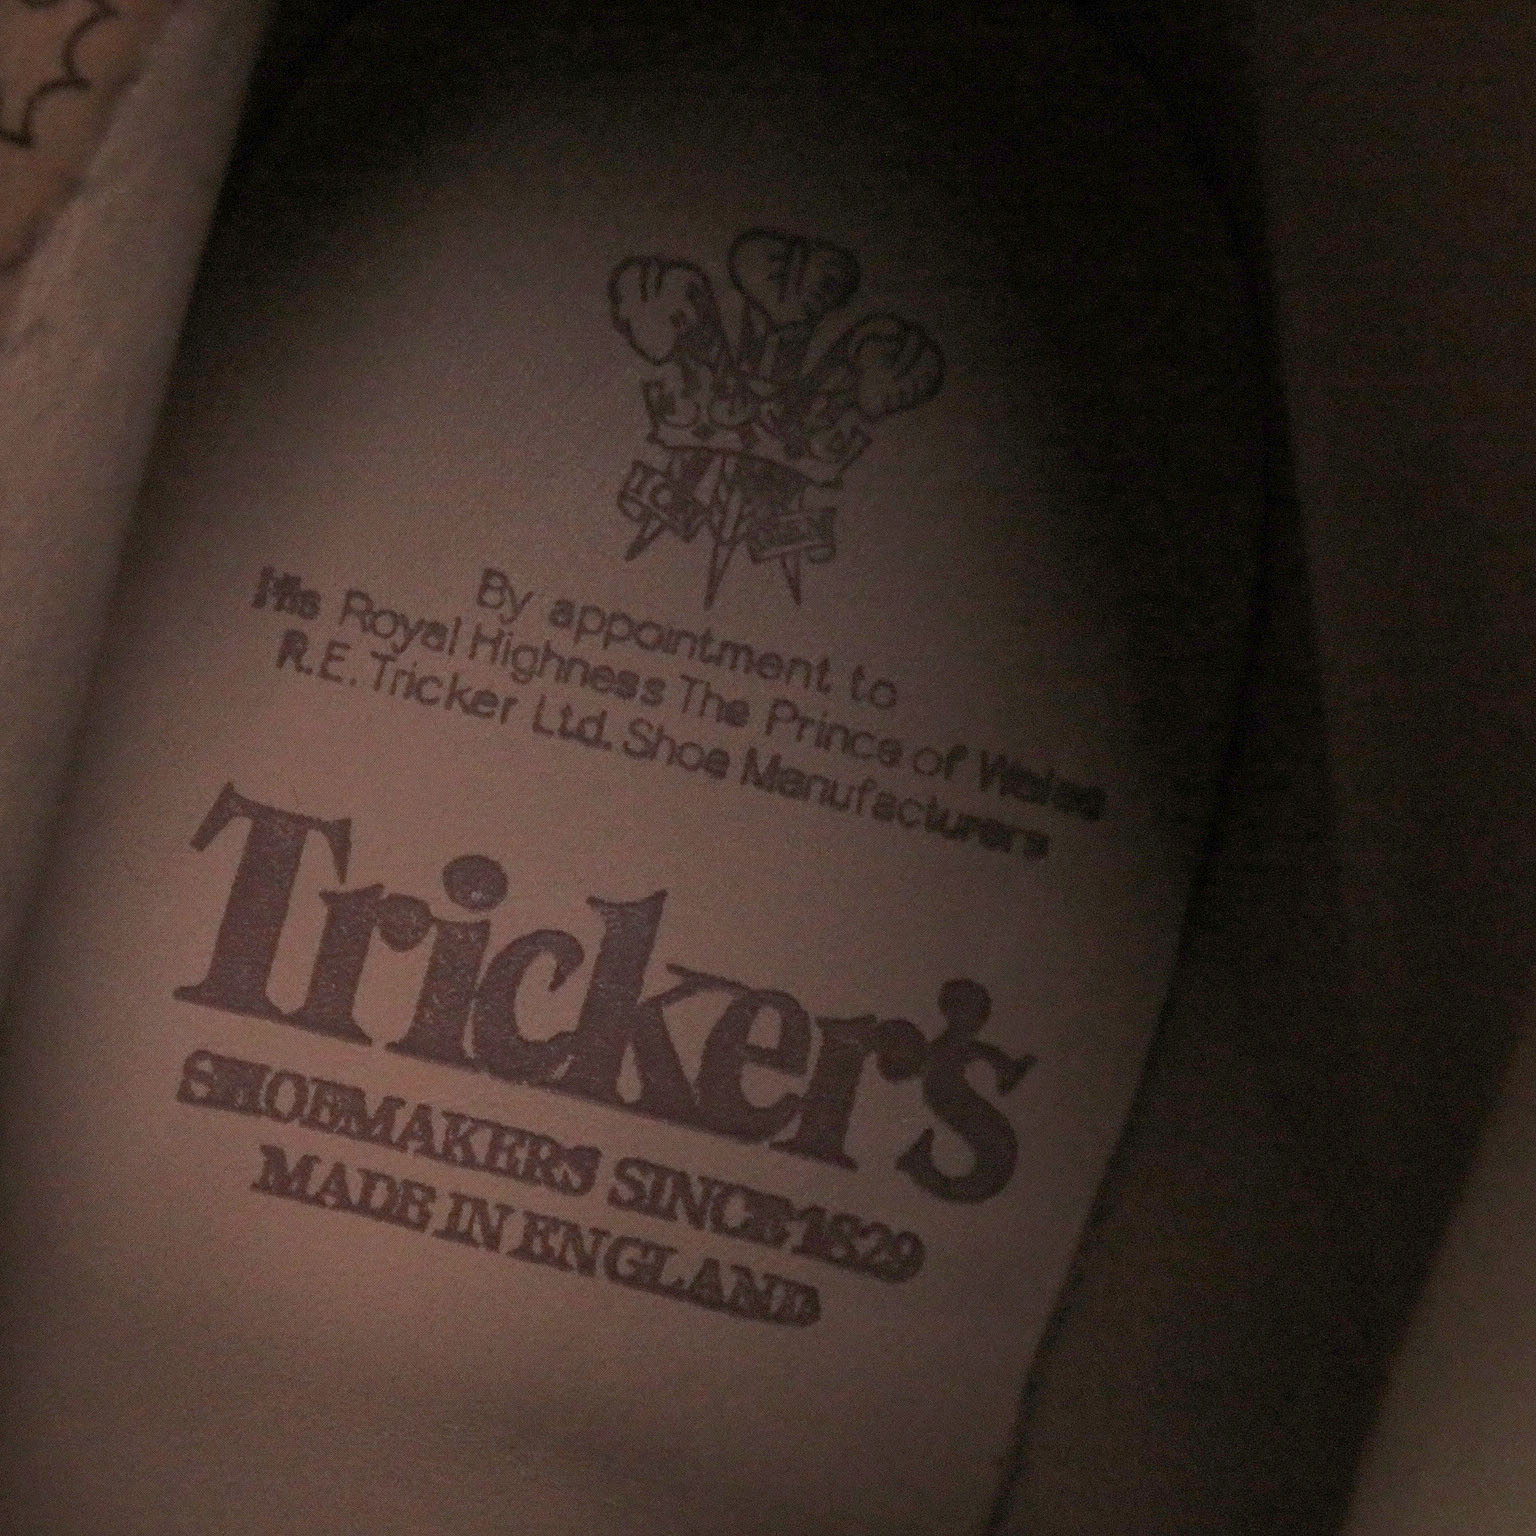 By appointment to
His Royal Highness The Prince of Wales
R.E. Tricker Ltd. Shoe Manufacturers
Tricker's
SHOEMAKERS SINCE 1829
MADE IN ENGLAND